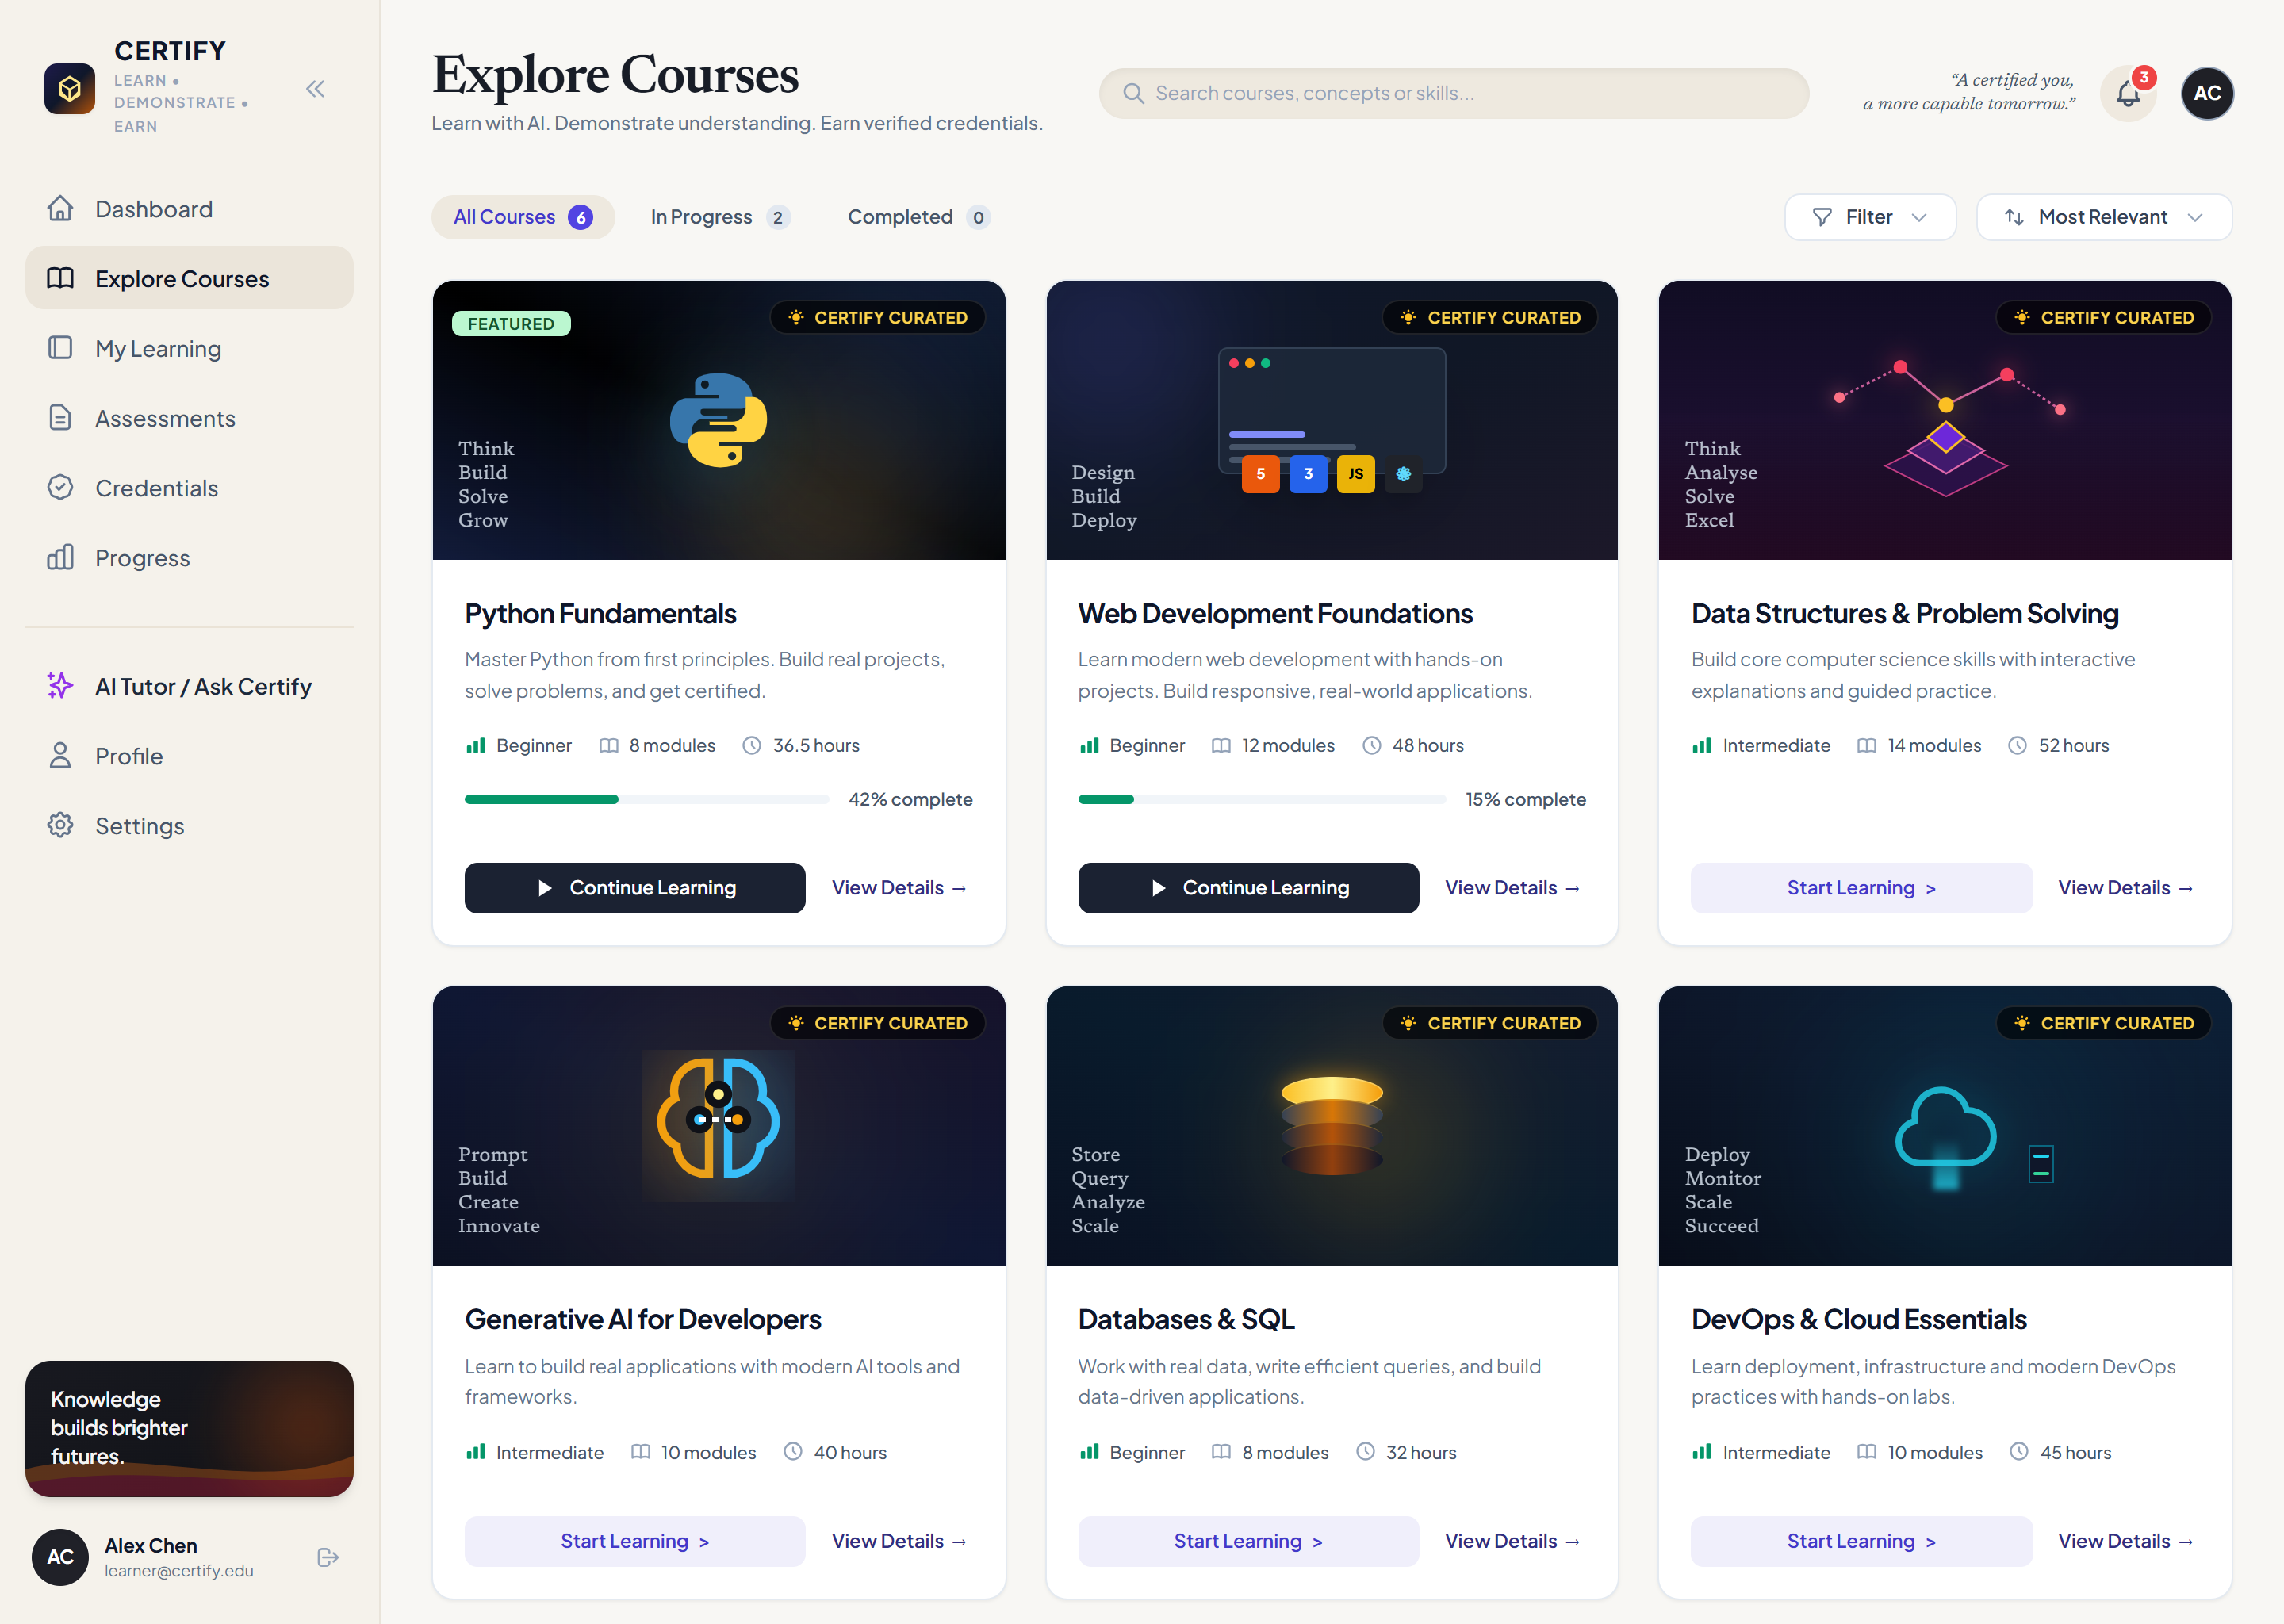 CERTIFY
LEARN •
DEMONSTRATE •
EARN
Dashboard
Explore Courses
My Learning
Assessments
Credentials
Progress
AI Tutor / Ask Certify
Profile
Settings
Knowledge
builds brighter
futures.
AC
Alex Chen
learner@certify.edu
Explore Courses
Learn with AI. Demonstrate understanding. Earn verified credentials.
Search courses, concepts or skills...
“A certified you,
a more capable tomorrow.”
3
AC
All Courses 6
In Progress 2
Completed 0
Filter
Most Relevant
FEATURED
CERTIFY CURATED
Think
Build
Solve
Grow
Python Fundamentals
Master Python from first principles. Build real projects,
solve problems, and get certified.
Beginner 8 modules 36.5 hours
42% complete
Continue Learning View Details →
CERTIFY CURATED
5 3 JS
Design
Build
Deploy
Web Development Foundations
Learn modern web development with hands-on
projects. Build responsive, real-world applications.
Beginner 12 modules 48 hours
15% complete
Continue Learning View Details →
CERTIFY CURATED
Think
Analyse
Solve
Excel
Data Structures & Problem Solving
Build core computer science skills with interactive
explanations and guided practice.
Intermediate 14 modules 52 hours
Start Learning > View Details →
CERTIFY CURATED
Prompt
Build
Create
Innovate
Generative AI for Developers
Learn to build real applications with modern AI tools and
frameworks.
Intermediate 10 modules 40 hours
Start Learning > View Details →
CERTIFY CURATED
Store
Query
Analyze
Scale
Databases & SQL
Work with real data, write efficient queries, and build
data-driven applications.
Beginner 8 modules 32 hours
Start Learning > View Details →
CERTIFY CURATED
Deploy
Monitor
Scale
Succeed
DevOps & Cloud Essentials
Learn deployment, infrastructure and modern DevOps
practices with hands-on labs.
Intermediate 10 modules 45 hours
Start Learning > View Details →